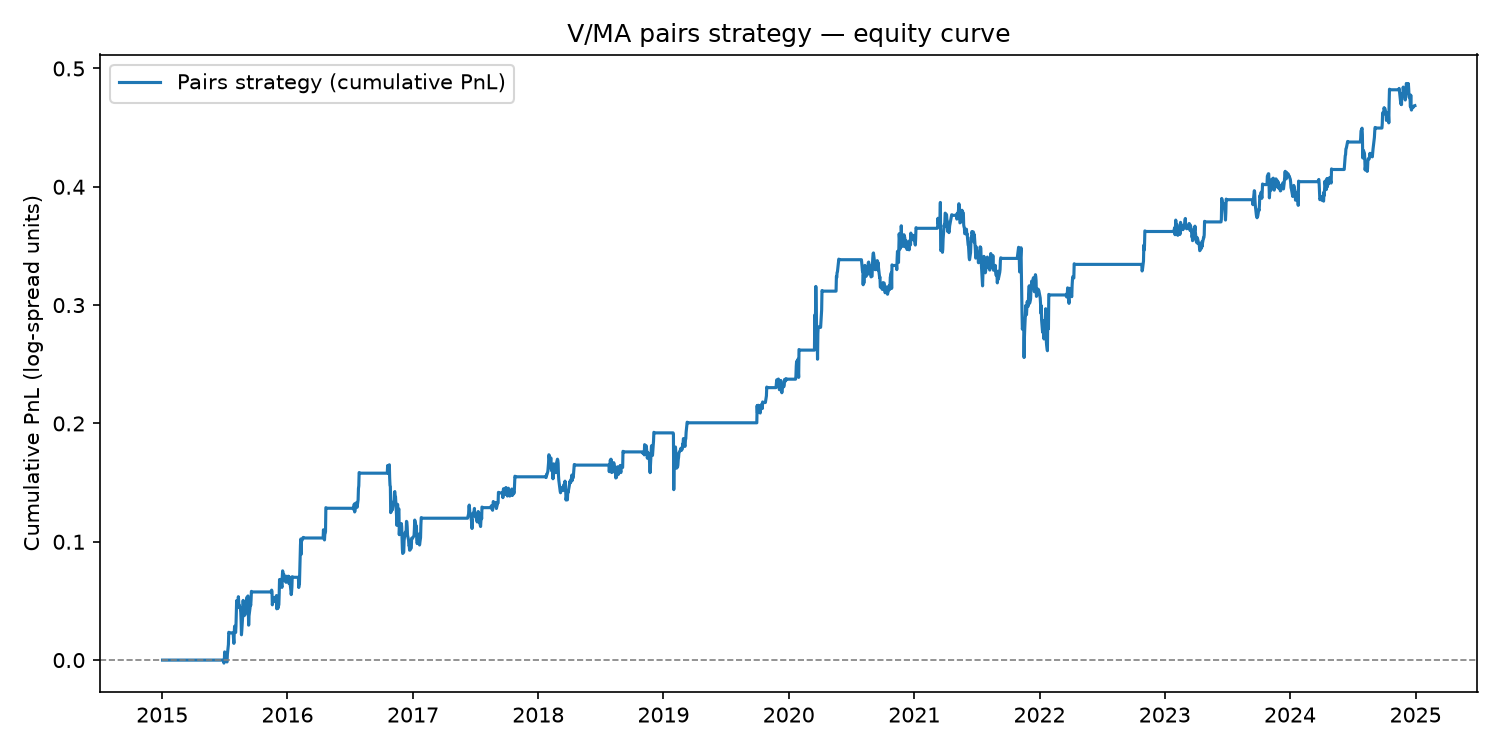 V/MA pairs strategy — equity curve
Pairs strategy (cumulative PnL)
Cumulative PnL (log-spread units)
0.5
0.4
0.3
0.2
0.1
0.0
2015 2016 2017 2018 2019 2020 2021 2022 2023 2024 2025